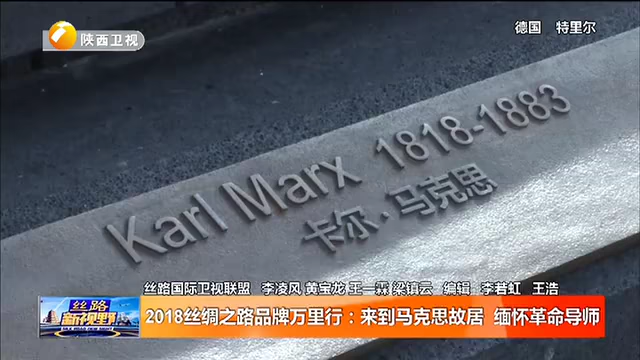 陕西卫视
德国 特里尔
Karl Marx 1818-1883
卡尔·马克思
丝路国际卫视联盟 李凌风 黄宝龙 王一霖 梁镇云 编辑 李若虹 王浩
丝路
新视野
2018丝绸之路品牌万里行：来到马克思故居 缅怀革命导师